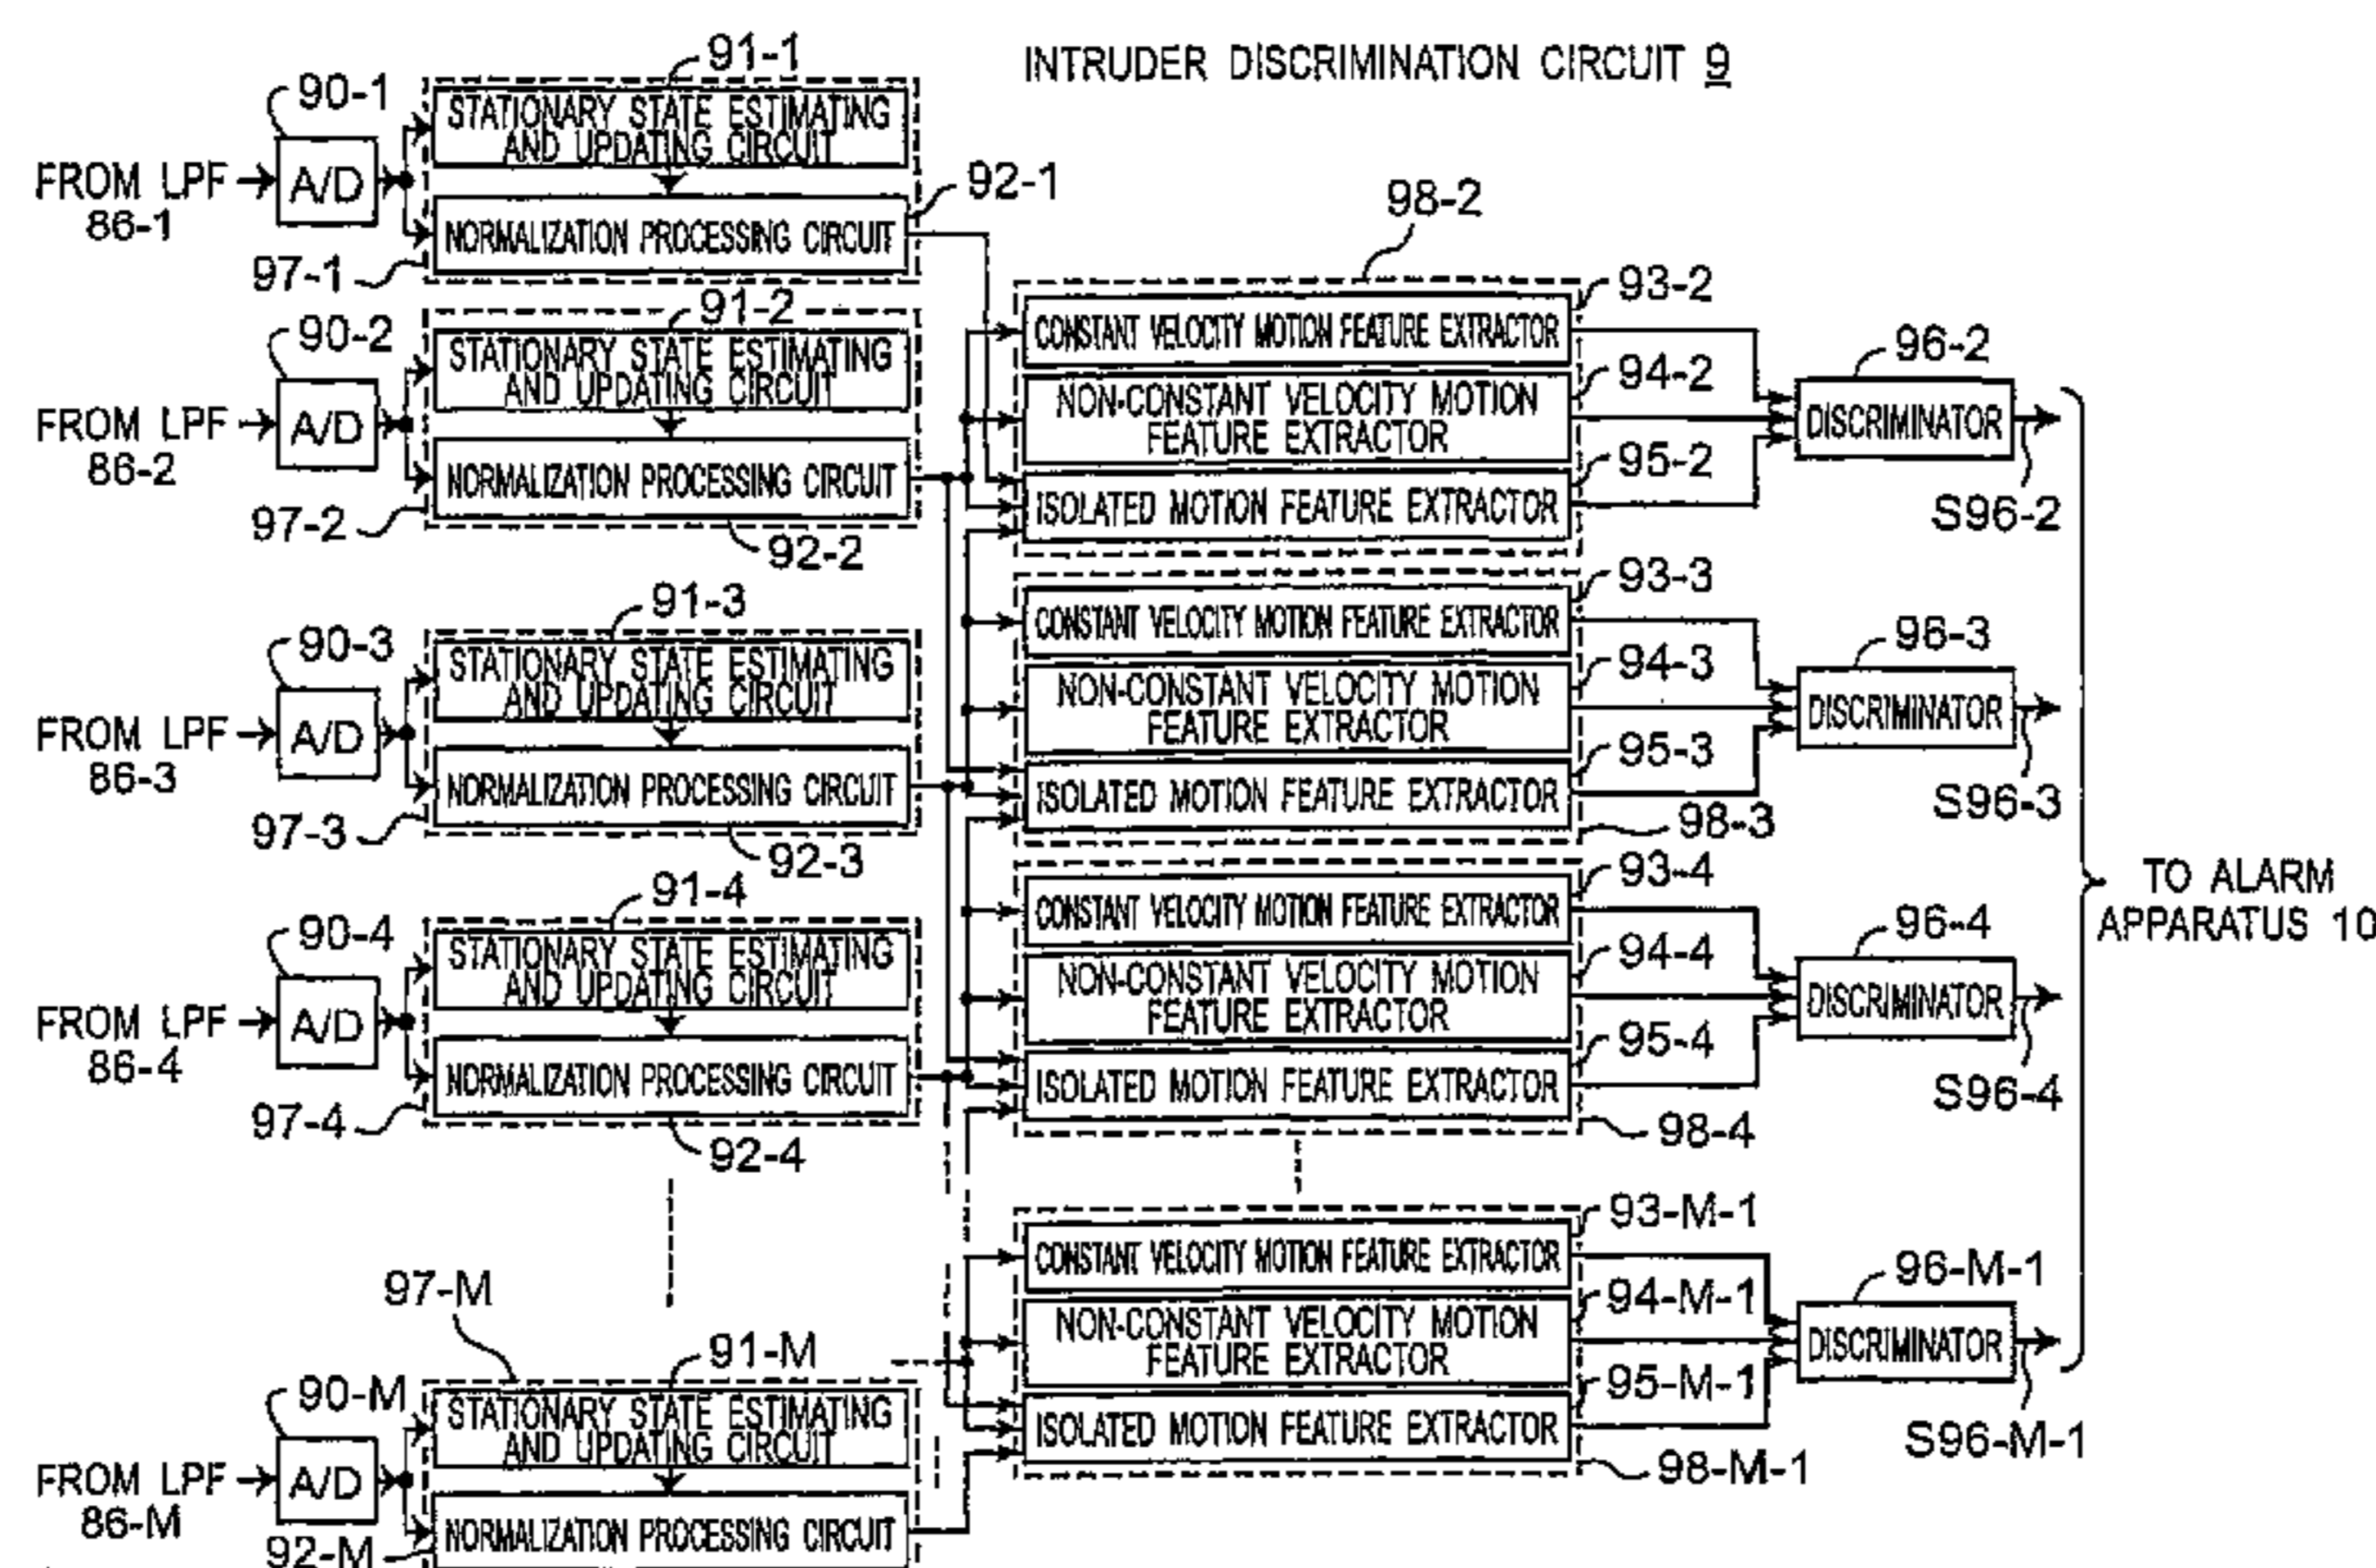 INTRUDER DISCRIMINATION CIRCUIT 9
91-1
90-1
STATIONARY STATE ESTIMATING
AND UPDATING CIRCUIT
FROM LPF
86-1
A/D
92-1
NORMALIZATION PROCESSING CIRCUIT
97-1
91-2
90-2
STATIONARY STATE ESTIMATING
AND UPDATING CIRCUIT
FROM LPF
86-2
A/D
NORMALIZATION PROCESSING CIRCUIT
97-2
92-2
91-3
90-3
STATIONARY STATE ESTIMATING
AND UPDATING CIRCUIT
FROM LPF
86-3
A/D
NORMALIZATION PROCESSING CIRCUIT
97-3
92-3
91-4
90-4
STATIONARY STATE ESTIMATING
AND UPDATING CIRCUIT
FROM LPF
86-4
A/D
NORMALIZATION PROCESSING CIRCUIT
97-4
92-4
97-M
91-M
90-M
STATIONARY STATE ESTIMATING
AND UPDATING CIRCUIT
FROM LPF
86-M
A/D
NORMALIZATION PROCESSING CIRCUIT
92-M
98-2
93-2
CONSTANT VELOCITY MOTION FEATURE EXTRACTOR
94-2
NON-CONSTANT VELOCITY MOTION
FEATURE EXTRACTOR
95-2
ISOLATED MOTION FEATURE EXTRACTOR
96-2
DISCRIMINATOR
S96-2
93-3
CONSTANT VELOCITY MOTION FEATURE EXTRACTOR
94-3
NON-CONSTANT VELOCITY MOTION
FEATURE EXTRACTOR
95-3
ISOLATED MOTION FEATURE EXTRACTOR
98-3
96-3
DISCRIMINATOR
S96-3
93-4
CONSTANT VELOCITY MOTION FEATURE EXTRACTOR
94-4
NON-CONSTANT VELOCITY MOTION
FEATURE EXTRACTOR
95-4
ISOLATED MOTION FEATURE EXTRACTOR
98-4
96-4
DISCRIMINATOR
S96-4
93-M-1
CONSTANT VELOCITY MOTION FEATURE EXTRACTOR
94-M-1
NON-CONSTANT VELOCITY MOTION
FEATURE EXTRACTOR
95-M-1
ISOLATED MOTION FEATURE EXTRACTOR
98-M-1
96-M-1
DISCRIMINATOR
S96-M-1
TO ALARM
APPARATUS 10